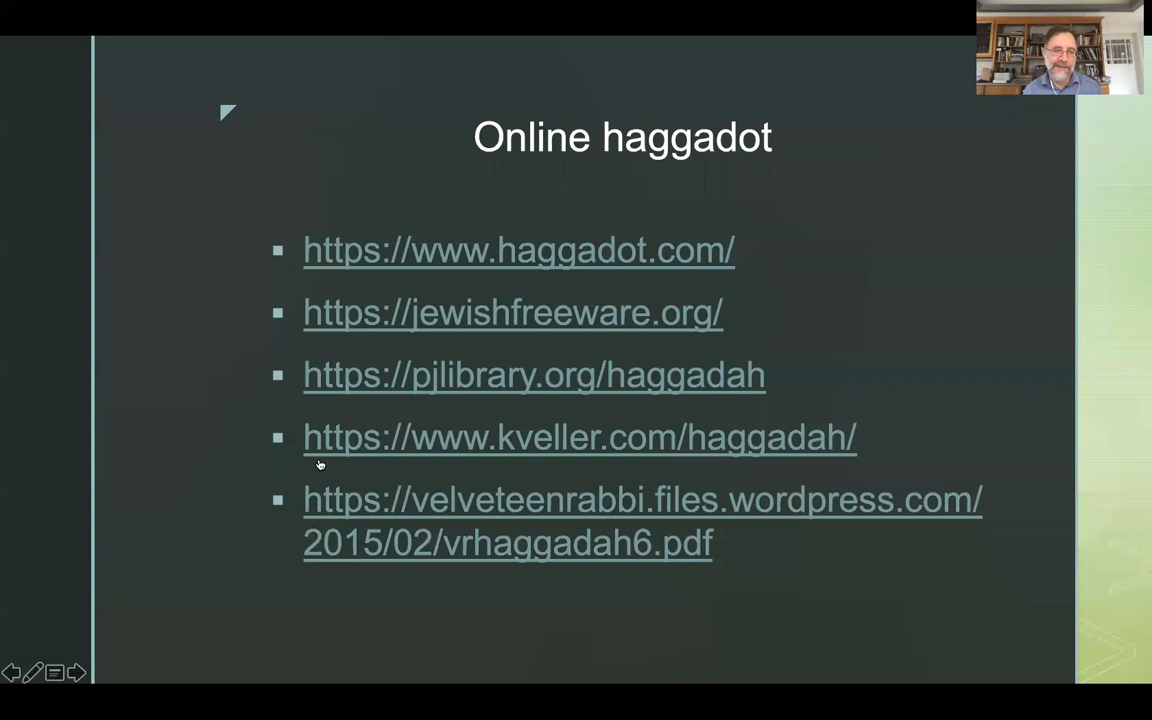 Online haggadot
https://www.haggadot.com/
https://jewishfreeware.org/
https://pjlibrary.org/haggadah
https://www.kveller.com/haggadah/
https://velveteenrabbi.files.wordpress.com/
2015/02/vrhaggadah6.pdf